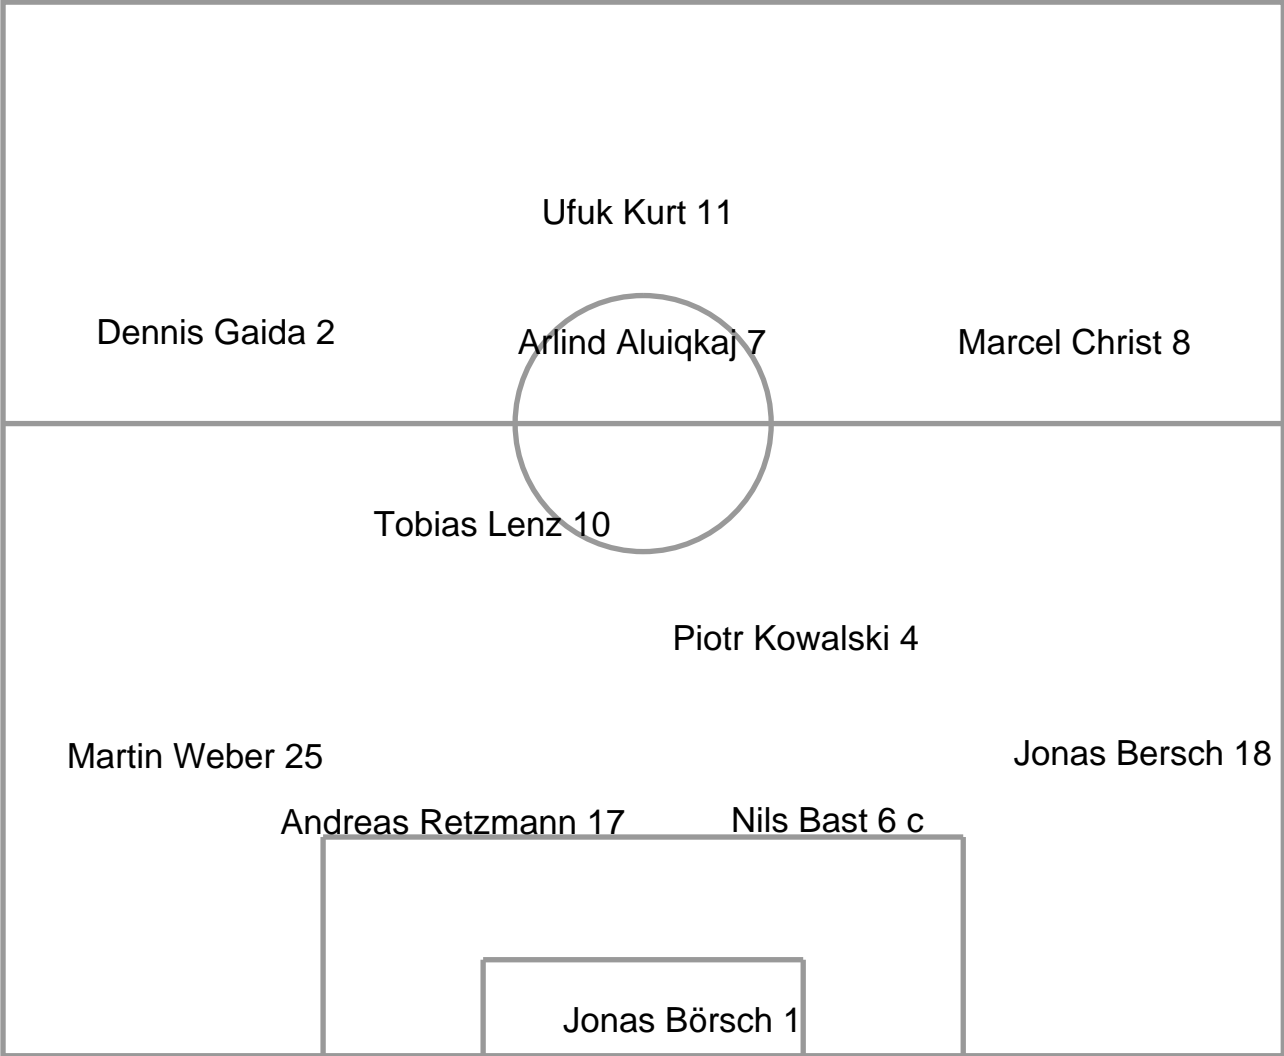 Ufuk Kurt 11
Dennis Gaida 2
Arlind Aluiqkaj 7
Marcel Christ 8
Tobias Lenz 10
Piotr Kowalski 4
Martin Weber 25
Jonas Bersch 18
Andreas Retzmann 17
Nils Bast 6 c
Jonas Börsch 1